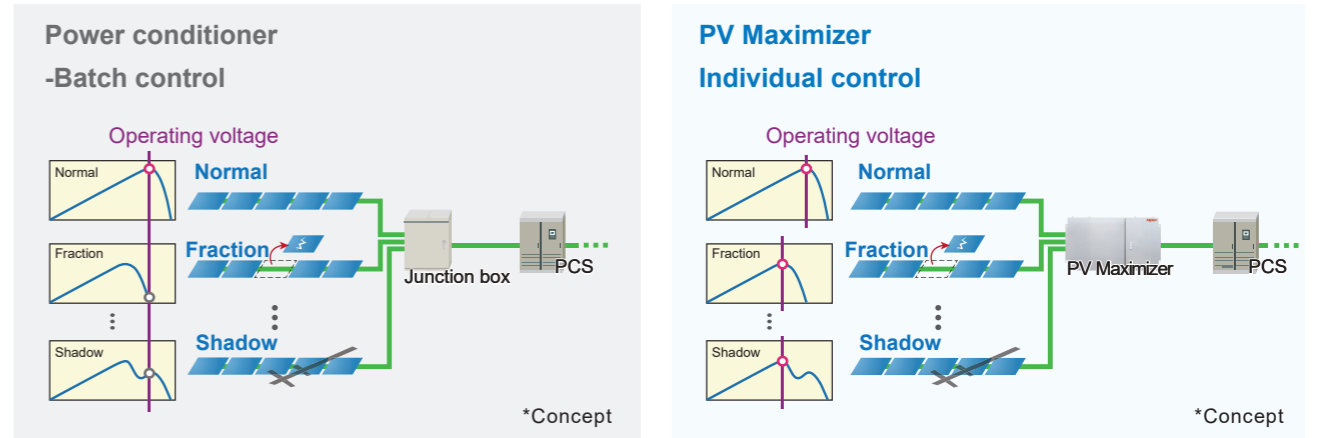 Power conditioner
-Batch control
Operating voltage
Normal
Normal
Fraction
Fraction
Junction box
PCS
Shadow
Shadow
*Concept
PV Maximizer
Individual control
Operating voltage
Normal
Normal
Fraction
Fraction
PV Maximizer
PCS
Shadow
Shadow
*Concept